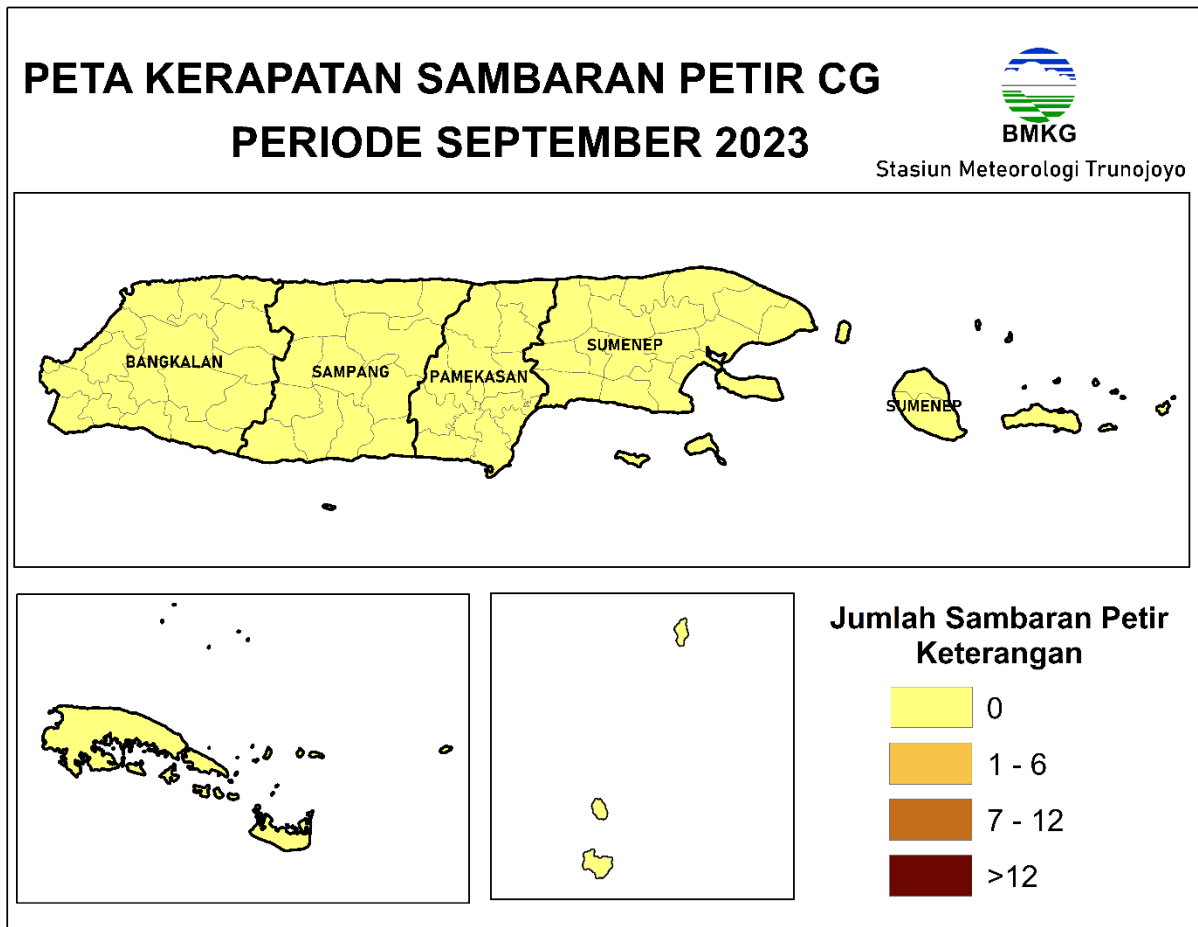 PETA KERAPATAN SAMBARAN PETIR CG
PERIODE SEPTEMBER 2023
BMKG
Stasiun Meteorologi Trunojoyo
BANGKALAN
SAMPANG
PAMEKASAN
SUMENEP
SUMENEP
Jumlah Sambaran Petir
Keterangan
0
1 - 6
7 - 12
>12